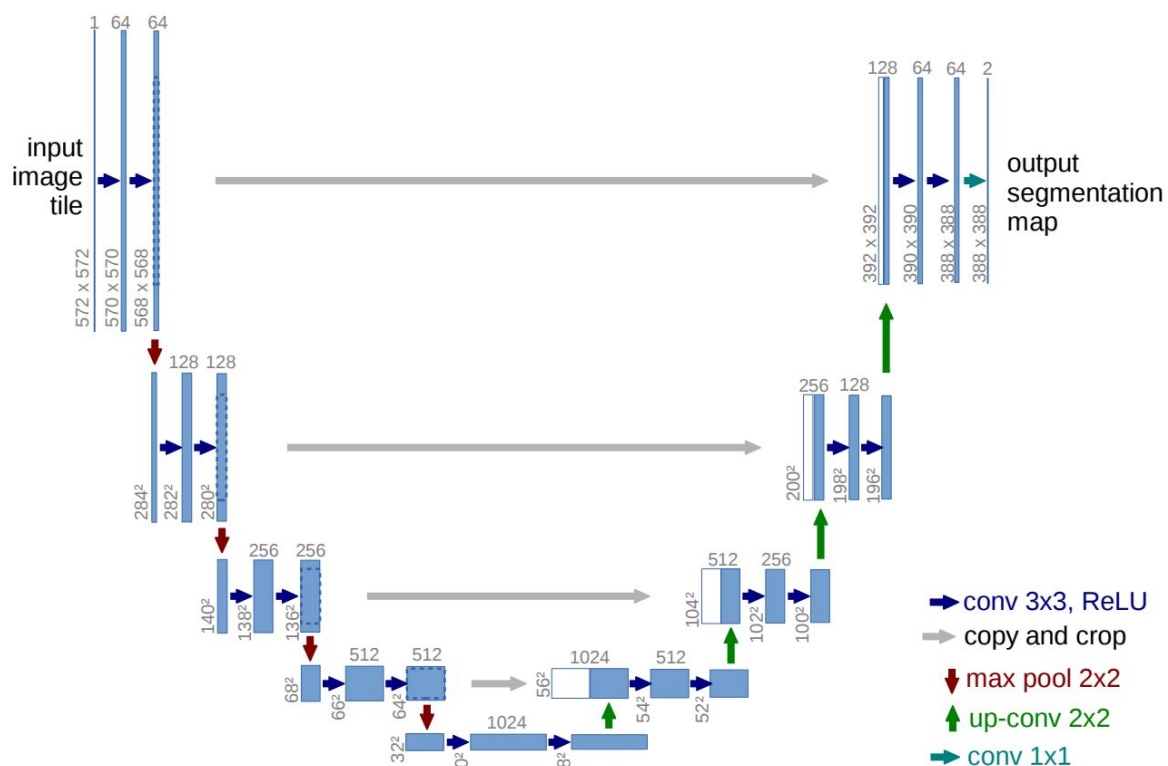 1 64 64
128 64 64 2
input
image
tile
output
segmentation
map
572 x 572
570 x 570
568 x 568
392 x 392
390 x 390
388 x 388
388 x 388
128 128
256 128
284²
282²
280²
200²
198²
196²
256 256
512 256
140²
138²
136²
104²
102²
100²
conv 3x3, ReLU
copy and crop
max pool 2x2
up-conv 2x2
conv 1x1
512 512
1024 512
68²
66²
64²
56²
54²
52²
1024
32²